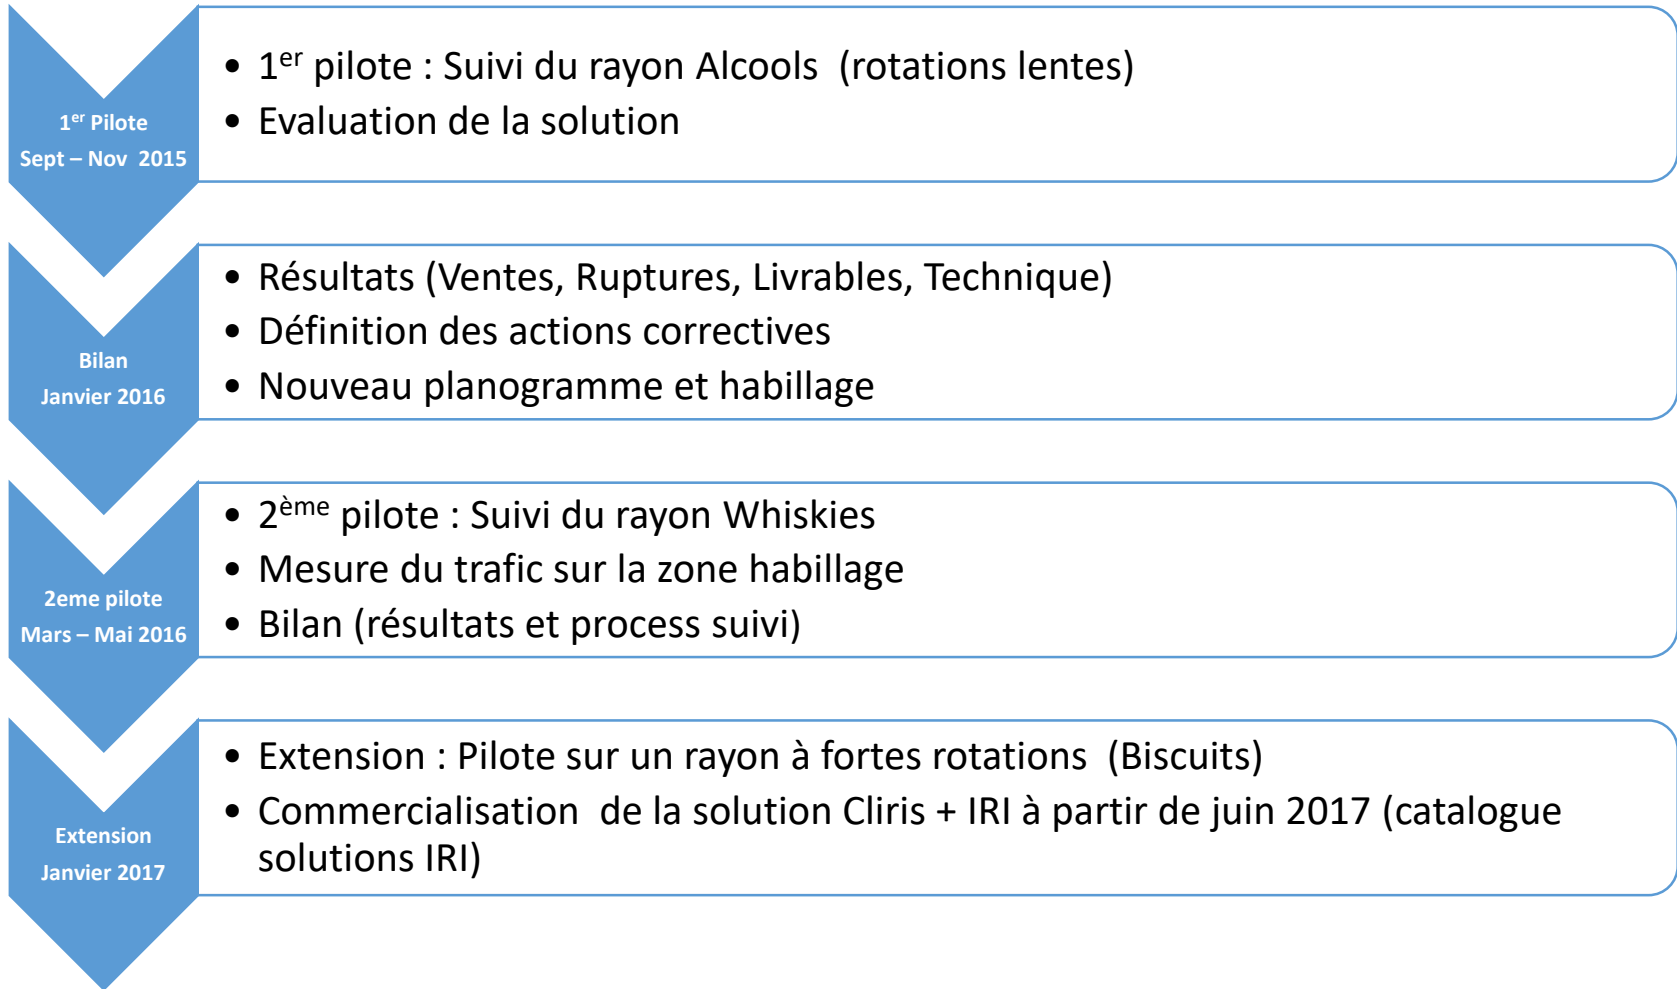 1er Pilote
Sept – Nov 2015
• 1er pilote : Suivi du rayon Alcools (rotations lentes)
• Evaluation de la solution
Bilan
Janvier 2016
• Résultats (Ventes, Ruptures, Livrables, Technique)
• Définition des actions correctives
• Nouveau planogramme et habillage
2eme pilote
Mars – Mai 2016
• 2ème pilote : Suivi du rayon Whiskies
• Mesure du trafic sur la zone habillage
• Bilan (résultats et process suivi)
Extension
Janvier 2017
• Extension : Pilote sur un rayon à fortes rotations (Biscuits)
• Commercialisation de la solution Cliris + IRI à partir de juin 2017 (catalogue
solutions IRI)